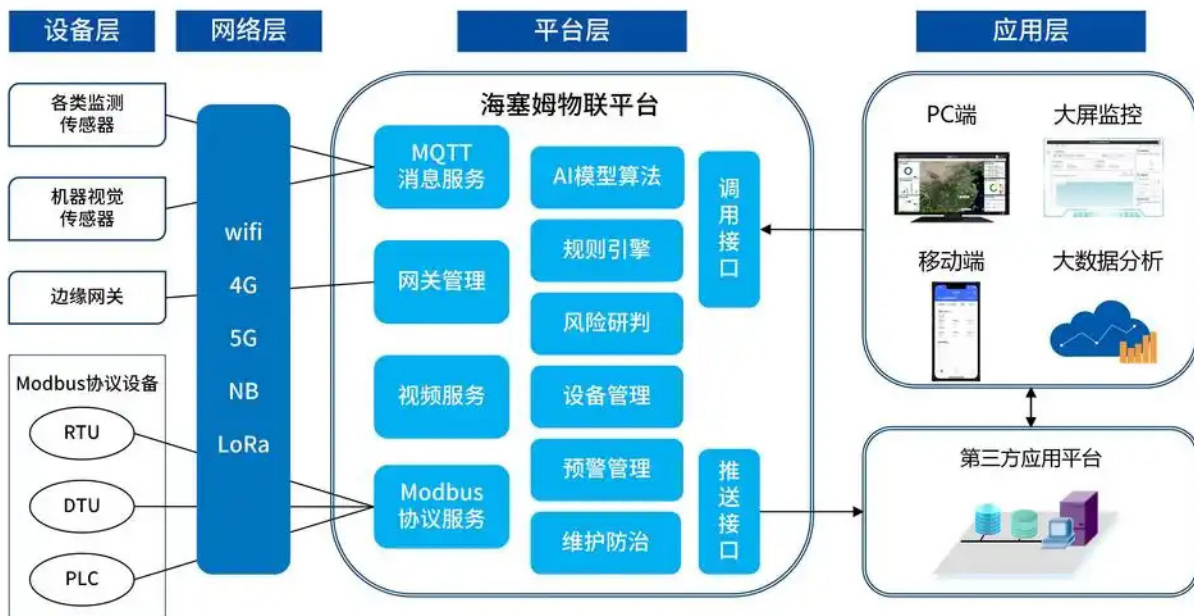 设备层
网络层
平台层
应用层
各类监测
传感器
机器视觉
传感器
边缘网关
Modbus协议设备
RTU
DTU
PLC
wifi
4G
5G
NB
LoRa
海塞姆物联平台
MQTT
消息服务
网关管理
视频服务
Modbus
协议服务
AI模型算法
规则引擎
风险研判
设备管理
预警管理
维护防治
调用接口
推送接口
PC端
大屏监控
移动端
大数据分析
第三方应用平台